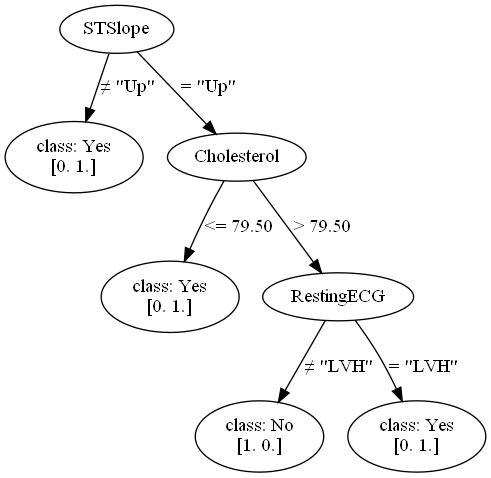 STSlope
≠ "Up"
= "Up"
class: Yes
[0. 1.]
Cholesterol
<= 79.50
> 79.50
class: Yes
[0. 1.]
RestingECG
≠ "LVH"
= "LVH"
class: No
[1. 0.]
class: Yes
[0. 1.]